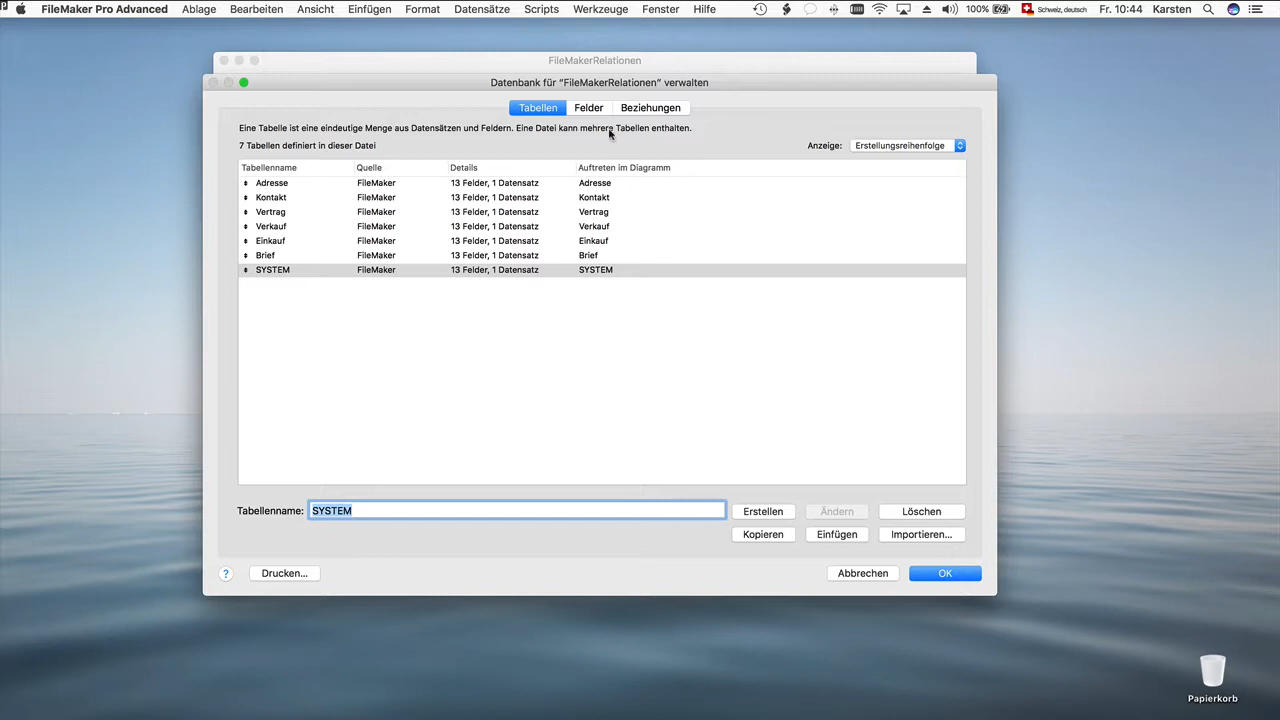 FileMaker Pro Advanced Ablage Bearbeiten Ansicht Einfügen Format Datensätze Scripts Werkzeuge Fenster Hilfe 100% Schweiz, deutsch Fr. 10:44 Karsten
FileMakerRelationen
Datenbank für "FileMakerRelationen" verwalten
Tabellen Felder Beziehungen
Eine Tabelle ist eine eindeutige Menge aus Datensätzen und Feldern. Eine Datei kann mehrere Tabellen enthalten.
7 Tabellen definiert in dieser Datei Anzeige: Erstellungsreihenfolge
Tabellenname Quelle Details Auftreten im Diagramm
Adresse FileMaker 13 Felder, 1 Datensatz Adresse
Kontakt FileMaker 13 Felder, 1 Datensatz Kontakt
Vertrag FileMaker 13 Felder, 1 Datensatz Vertrag
Verkauf FileMaker 13 Felder, 1 Datensatz Verkauf
Einkauf FileMaker 13 Felder, 1 Datensatz Einkauf
Brief FileMaker 13 Felder, 1 Datensatz Brief
SYSTEM FileMaker 13 Felder, 1 Datensatz SYSTEM
Tabellenname: SYSTEM Erstellen Ändern Löschen
Kopieren Einfügen Importieren...
? Drucken... Abbrechen OK
Papierkorb